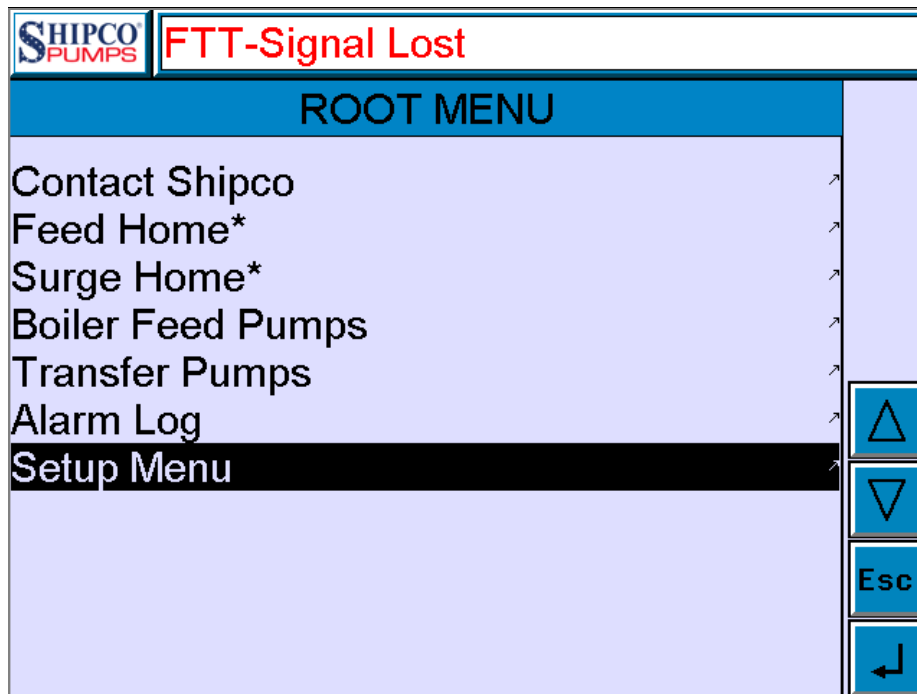 SHIPCO
PUMPS
FTT-Signal Lost
ROOT MENU
Contact Shipco
Feed Home*
Surge Home*
Boiler Feed Pumps
Transfer Pumps
Alarm Log
Setup Menu
Esc